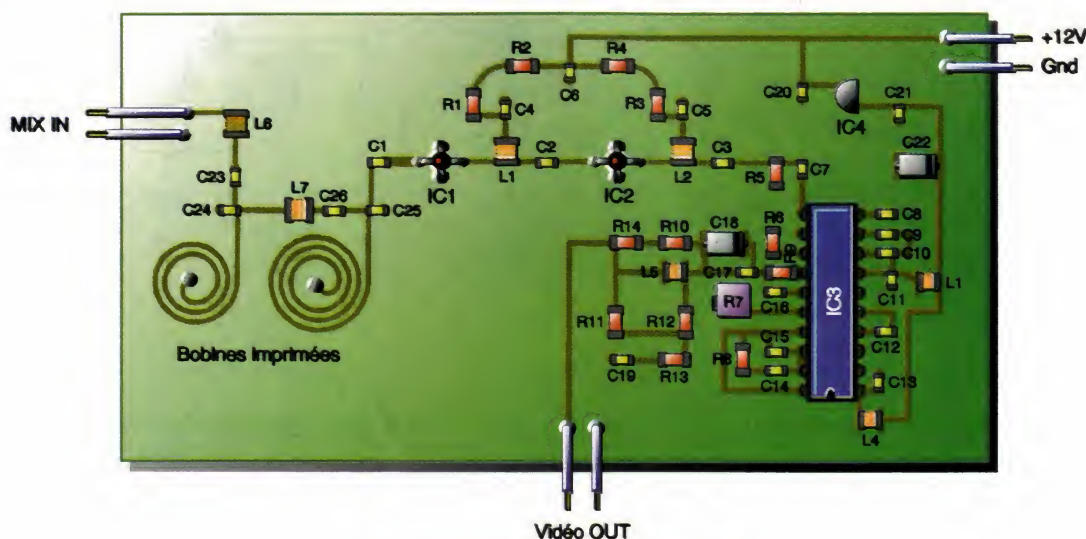 +12V
Gnd
MIX IN
R2
R4
C6
C20
IC4
C21
R1
C4
R3
C5
L6
C22
C1
IC1
L1
C2
IC2
L2
C3
R5
C7
C23
C24
L7
C26
C25
R14
R10
C18
R6
C8
C9
C10
L5
C17
R9
R7
IC3
C11
L1
C16
R11
R12
C12
Bobines Imprimées
C19
R13
R8
C15
C14
C13
L4
Vidéo OUT